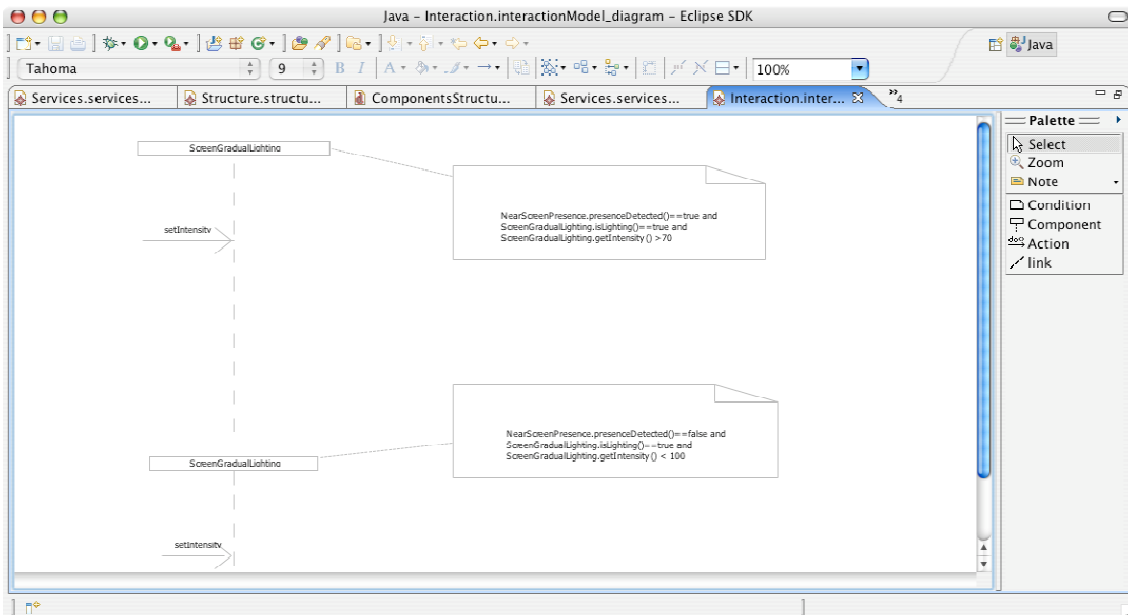 Java – Interaction.interactionModel_diagram – Eclipse SDK
Java
Tahoma 9 B I A 100%
Services.services... Structure.structu... ComponentsStructu... Services.services... Interaction.inter... »4
Palette
Select
Zoom
Note
Condition
Component
Action
link
ScreenGradualLighting
NearScreenPresence.presenceDetected()==true and
ScreenGradualLighting.isLighting()==true and
ScreenGradualLighting.getIntensity() >70
setIntensity
NearScreenPresence.presenceDetected()==false and
ScreenGradualLighting.isLighting()==true and
ScreenGradualLighting.getIntensity() < 100
ScreenGradualLighting
setIntensity